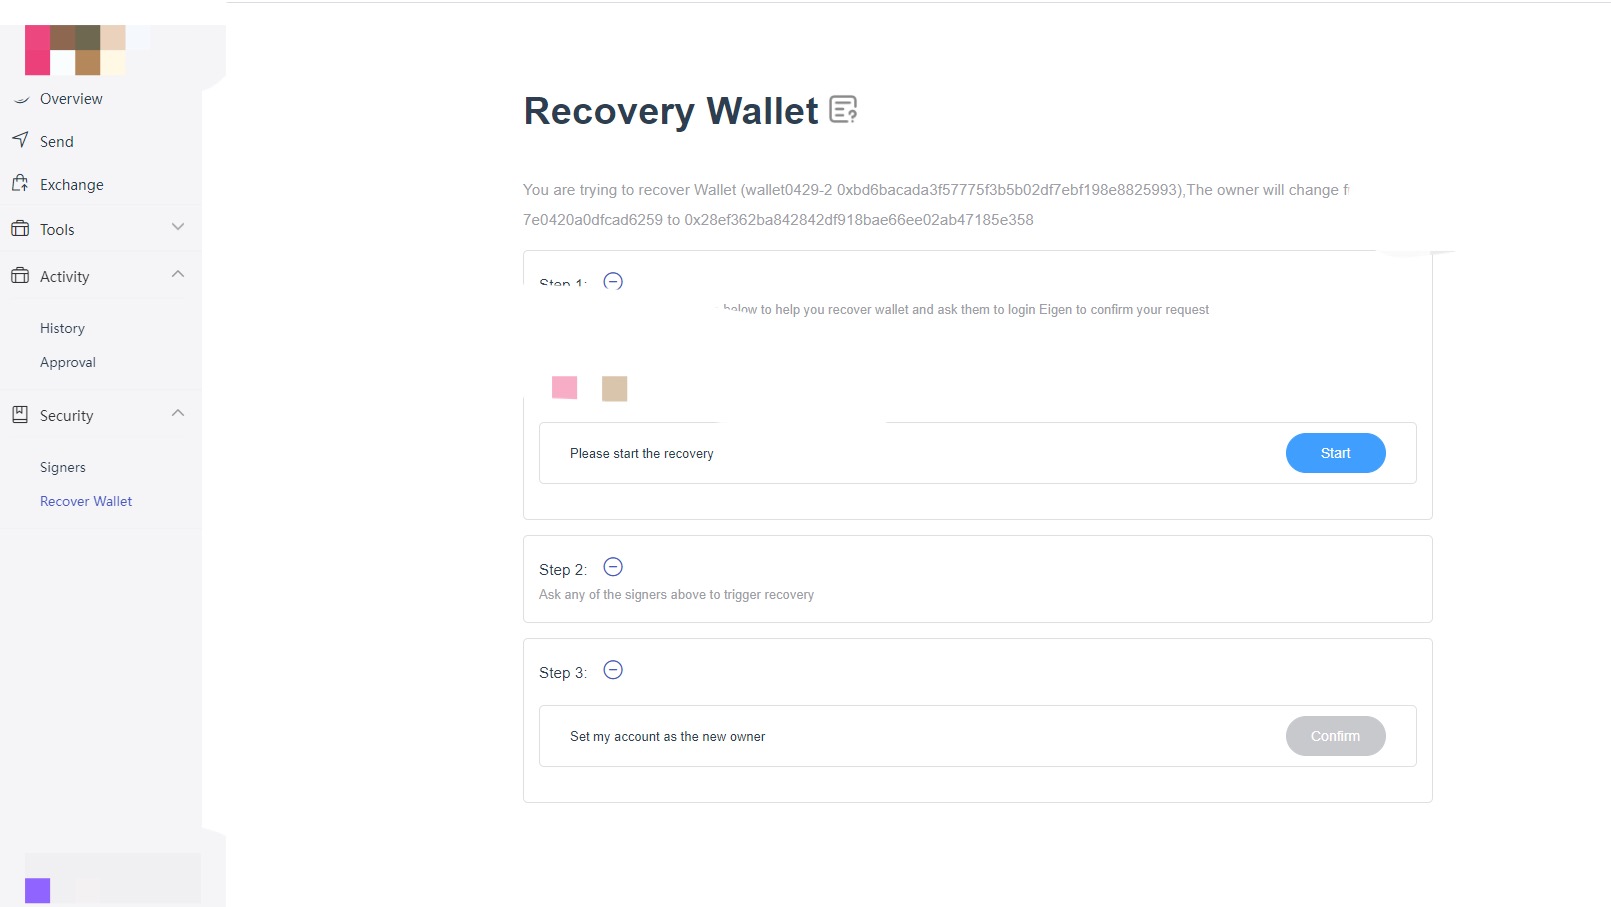 Overview
Send
Exchange
Tools
Activity
History
Approval
Security
Signers
Recover Wallet
Recovery Wallet
You are trying to recover Wallet (wallet0429-2 0xbd6bacada3f57775f3b5b02df7ebf198e8825993),The owner will change
7e0420a0dfcad6259 to 0x28ef362ba842842df918bae66ee02ab47185e358
Step 1:
below to help you recover wallet and ask them to login Eigen to confirm your request
Please start the recovery
Start
Step 2:
Ask any of the signers above to trigger recovery
Step 3:
Set my account as the new owner
Confirm